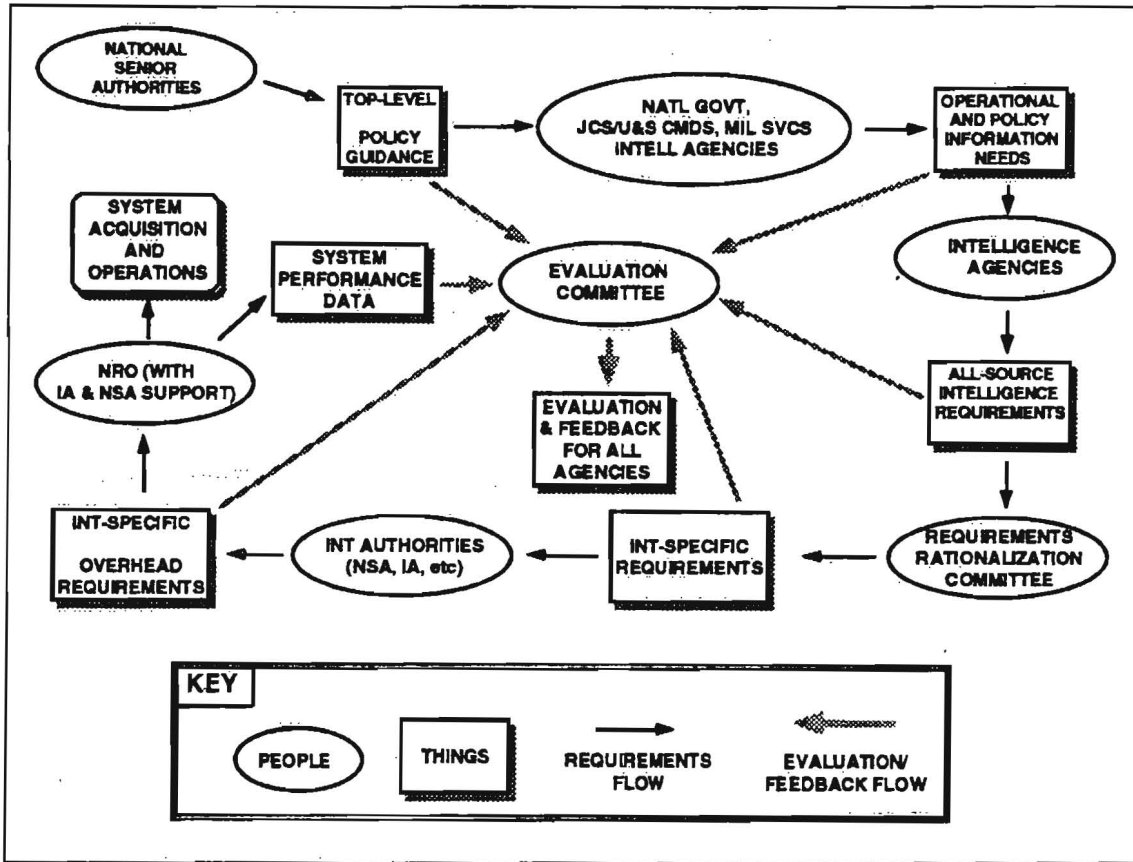 NATIONAL
SENIOR
AUTHORITIES
TOP-LEVEL
POLICY
GUIDANCE
NATL GOVT,
JCS/U&S CMDS, MIL SVCS
INTELL AGENCIES
OPERATIONAL
AND POLICY
INFORMATION
NEEDS
SYSTEM
ACQUISITION
AND
OPERATIONS
SYSTEM
PERFORMANCE
DATA
EVALUATION
COMMITTEE
INTELLIGENCE
AGENCIES
NRO (WITH
IA & NSA SUPPORT)
EVALUATION
& FEEDBACK
FOR ALL
AGENCIES
ALL-SOURCE
INTELLIGENCE
REQUIREMENTS
INT-SPECIFIC
OVERHEAD
REQUIREMENTS
INT AUTHORITIES
(NSA, IA, etc)
INT-SPECIFIC
REQUIREMENTS
REQUIREMENTS
RATIONALIZATION
COMMITTEE
KEY
PEOPLE
THINGS
REQUIREMENTS
FLOW
EVALUATION/
FEEDBACK FLOW